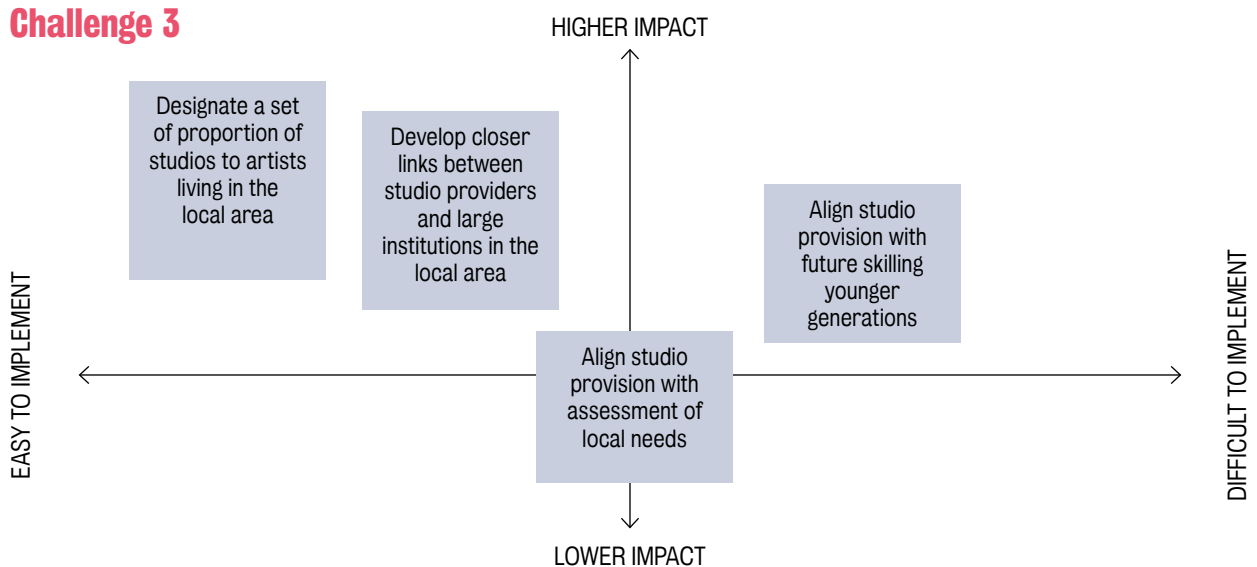 Challenge 3
HIGHER IMPACT
Designate a set
of proportion of
studios to artists
living in the
local area
Develop closer
links between
studio providers
and large
institutions in the
local area
Align studio
provision with
future skilling
younger
generations
Align studio
provision with
assessment of
local needs
EASY TO IMPLEMENT
DIFFICULT TO IMPLEMENT
LOWER IMPACT